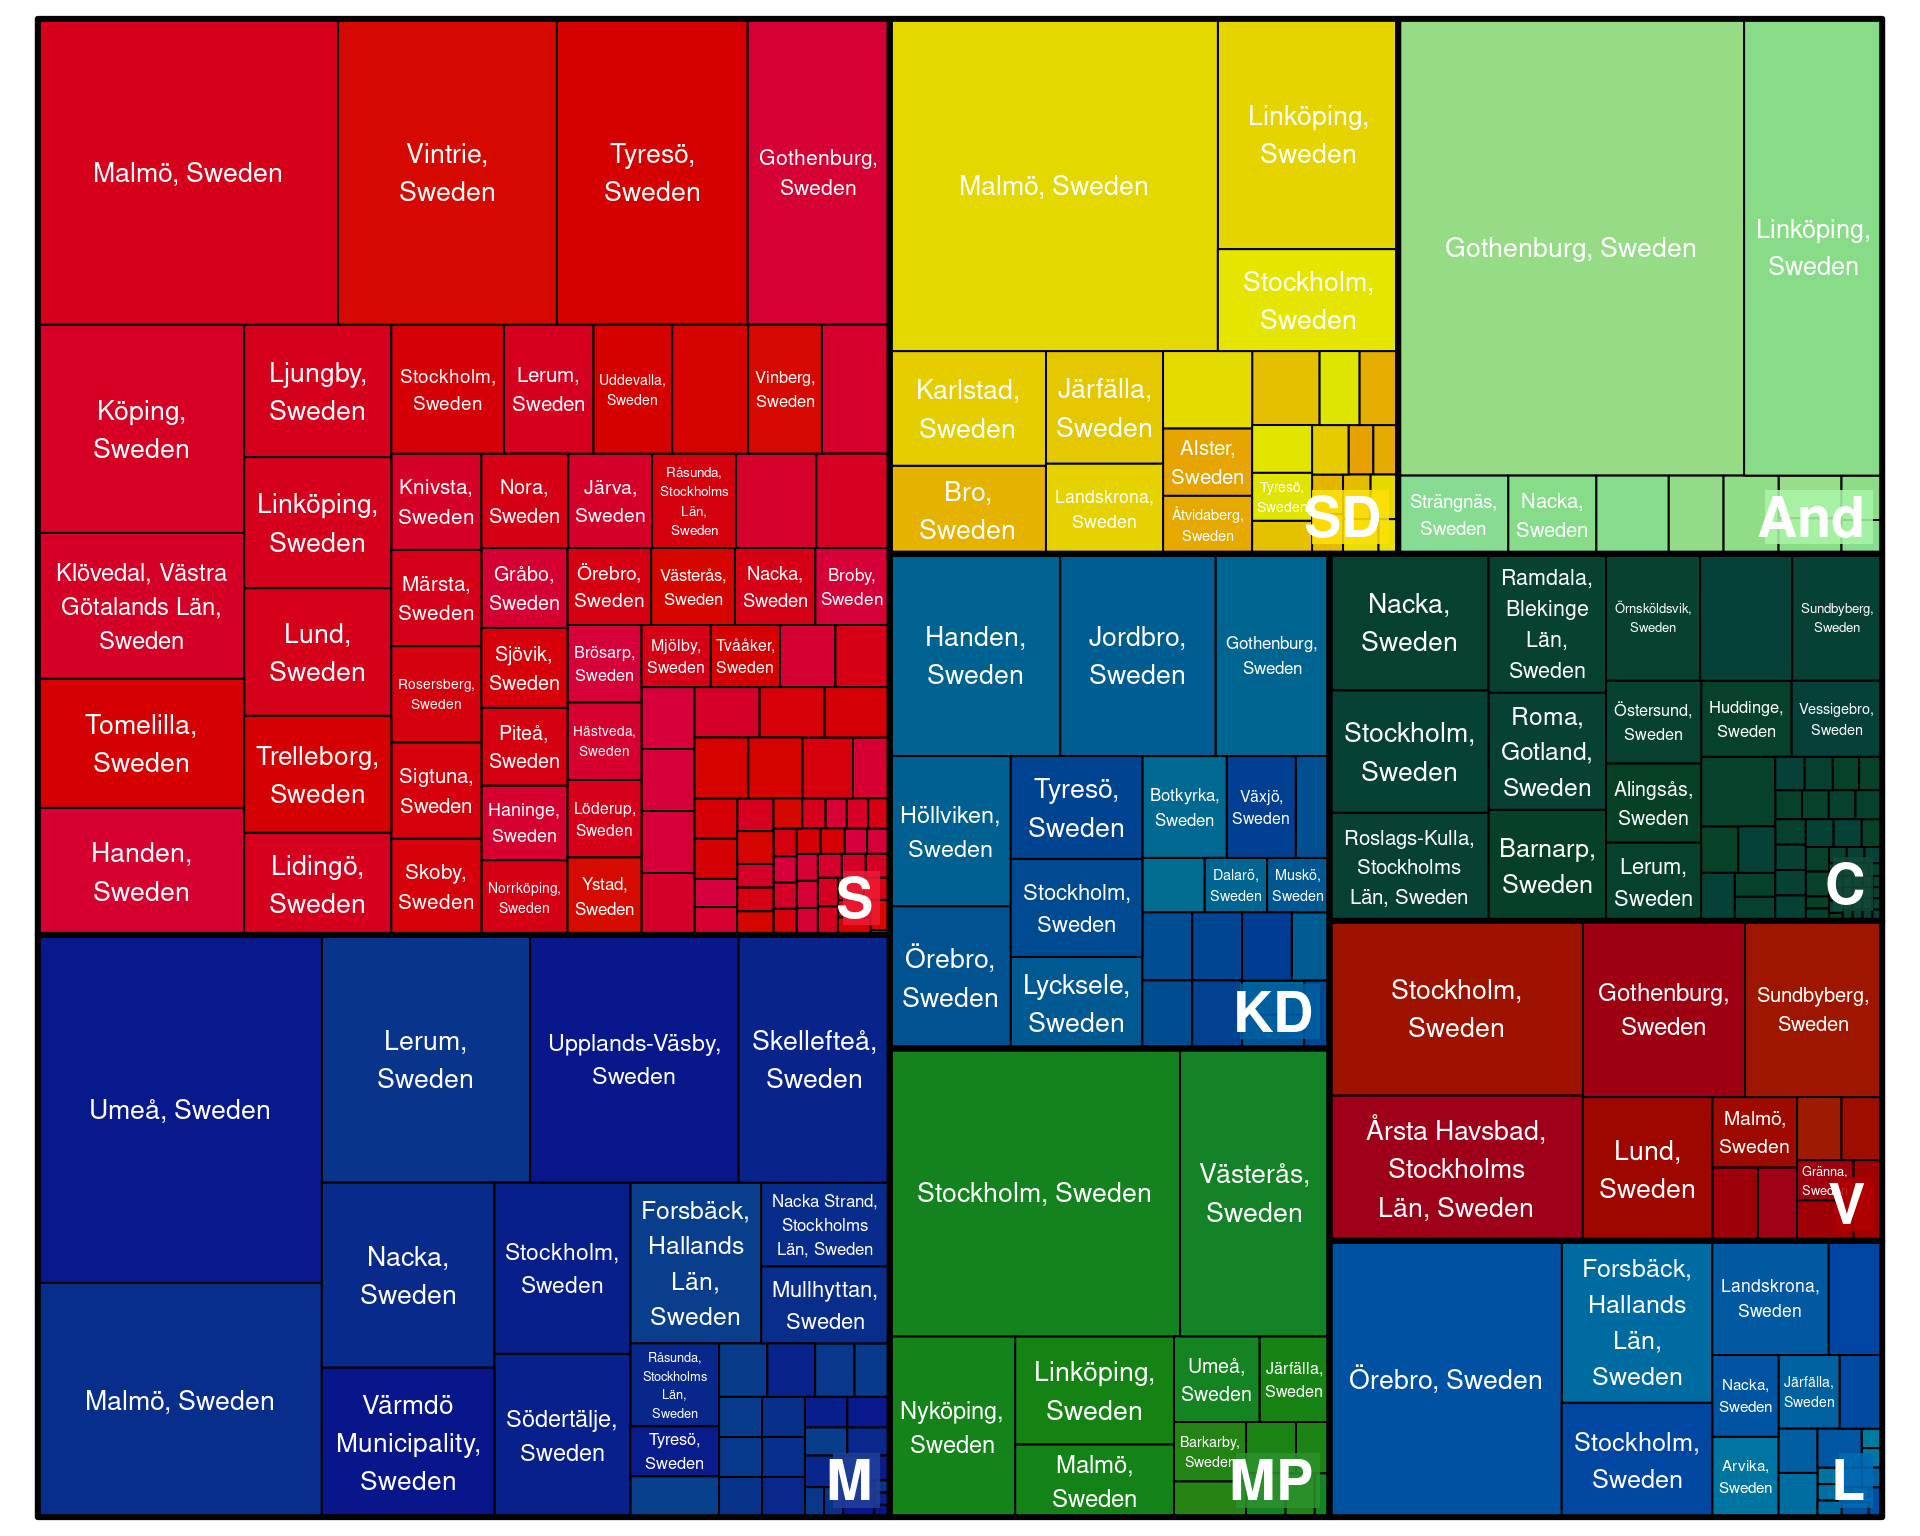 Malmö, Sweden
Vintrie,
Sweden
Tyresö,
Sweden
Gothenburg,
Sweden
Köping,
Sweden
Ljungby,
Sweden
Stockholm,
Sweden
Lerum,
Sweden
Uddevalla,
Sweden
Vinberg,
Sweden
Linköping,
Sweden
Knivsta,
Sweden
Nora,
Sweden
Järva,
Sweden
Råsunda,
Stockholms
Län,
Sweden
Klövedal, Västra
Götalands Län,
Sweden
Lund,
Sweden
Märsta,
Sweden
Gråbo,
Sweden
Örebro,
Sweden
Västerås,
Sweden
Nacka,
Sweden
Broby,
Sweden
Sjövik,
Sweden
Brösarp,
Sweden
Mjölby,
Sweden
Tvååker,
Sweden
Rosersberg,
Sweden
Tomelilla,
Sweden
Trelleborg,
Sweden
Piteå,
Sweden
Hästveda,
Sweden
Sigtuna,
Sweden
Haninge,
Sweden
Löderup,
Sweden
Handen,
Sweden
Lidingö,
Sweden
Skoby,
Sweden
Norrköping,
Sweden
Ystad,
Sweden
S
Umeå, Sweden
Lerum,
Sweden
Upplands-Väsby,
Sweden
Skellefteå,
Sweden
Malmö, Sweden
Nacka,
Sweden
Stockholm,
Sweden
Forsbäck,
Hallands
Län,
Sweden
Nacka Strand,
Stockholms
Län, Sweden
Mullhyttan,
Sweden
Värmdö
Municipality,
Sweden
Södertälje,
Sweden
Råsunda,
Stockholms
Län,
Sweden
Tyresö,
Sweden
M
Malmö, Sweden
Linköping,
Sweden
Stockholm,
Sweden
Karlstad,
Sweden
Järfälla,
Sweden
Alster,
Sweden
Bro,
Sweden
Landskrona,
Sweden
Åtvidaberg,
Sweden
Tyresö,
Sweden
SD
Gothenburg, Sweden
Linköping,
Sweden
Strängnäs,
Sweden
Nacka,
Sweden
And
Handen,
Sweden
Jordbro,
Sweden
Gothenburg,
Sweden
Höllviken,
Sweden
Tyresö,
Sweden
Botkyrka,
Sweden
Växjö,
Sweden
Stockholm,
Sweden
Dalarö,
Sweden
Muskö,
Sweden
Örebro,
Sweden
Lycksele,
Sweden
KD
Nacka,
Sweden
Ramdala,
Blekinge
Län,
Sweden
Örnsköldsvik,
Sweden
Sundbyberg,
Sweden
Stockholm,
Sweden
Roma,
Gotland,
Sweden
Östersund,
Sweden
Huddinge,
Sweden
Vessigebro,
Sweden
Alingsås,
Sweden
Roslags-Kulla,
Stockholms
Län, Sweden
Barnarp,
Sweden
Lerum,
Sweden
C
Stockholm, Sweden
Västerås,
Sweden
Nyköping,
Sweden
Linköping,
Sweden
Umeå,
Sweden
Järfälla,
Sweden
Malmö,
Sweden
Barkarby,
Sweden
MP
Stockholm,
Sweden
Gothenburg,
Sweden
Sundbyberg,
Sweden
Årsta Havsbad,
Stockholms
Län, Sweden
Lund,
Sweden
Malmö,
Sweden
Gränna,
Sweden
V
Örebro, Sweden
Forsbäck,
Hallands
Län,
Sweden
Landskrona,
Sweden
Nacka,
Sweden
Järfälla,
Sweden
Stockholm,
Sweden
Arvika,
Sweden
L